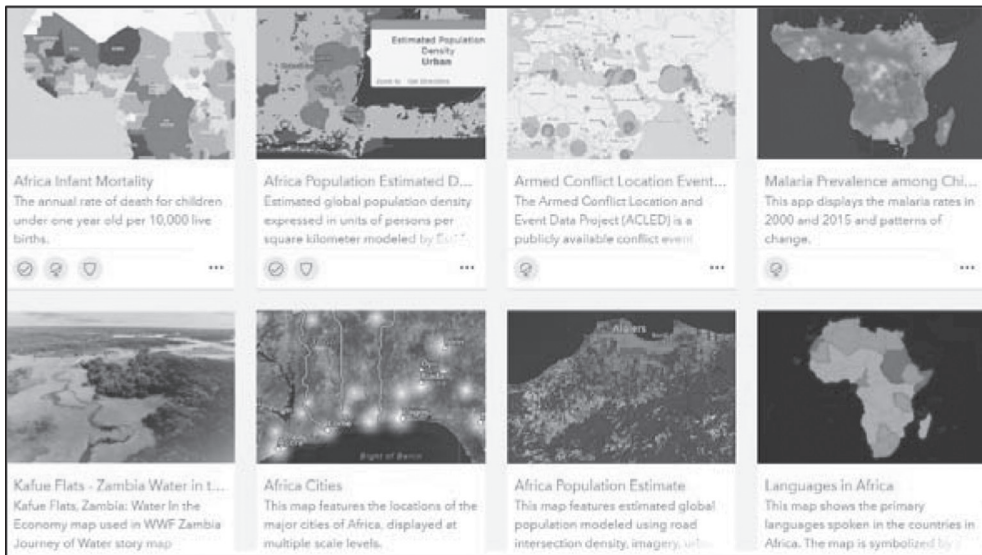 Estimated Population
Density
Urban
Africa Infant Mortality
The annual rate of death for children
under one year old per 10,000 live
births.
Africa Population Estimated D...
Estimated global population density
expressed in units of persons per
square kilometer modeled by
Armed Conflict Location Event...
The Armed Conflict Location and
Event Data Project (ACLED) is a
publicly available conflict event
Malaria Prevalence among Chi...
This app displays the malaria rates in
2000 and 2015 and patterns of
change.
Algiers
Bight of Benin
Kafue Flats - Zambia Water in t...
Kafue Flats, Zambia: Water In the
Economy map used in WWF Zambia
Journey of Water story map
Africa Cities
This map features the locations of the
major cities of Africa, displayed at
multiple scale levels.
Africa Population Estimate
This map features estimated global
population modeled using road
intersection density, imagery,
Languages in Africa
This map shows the primary
languages spoken in the countries in
Africa. The map is symbolized by